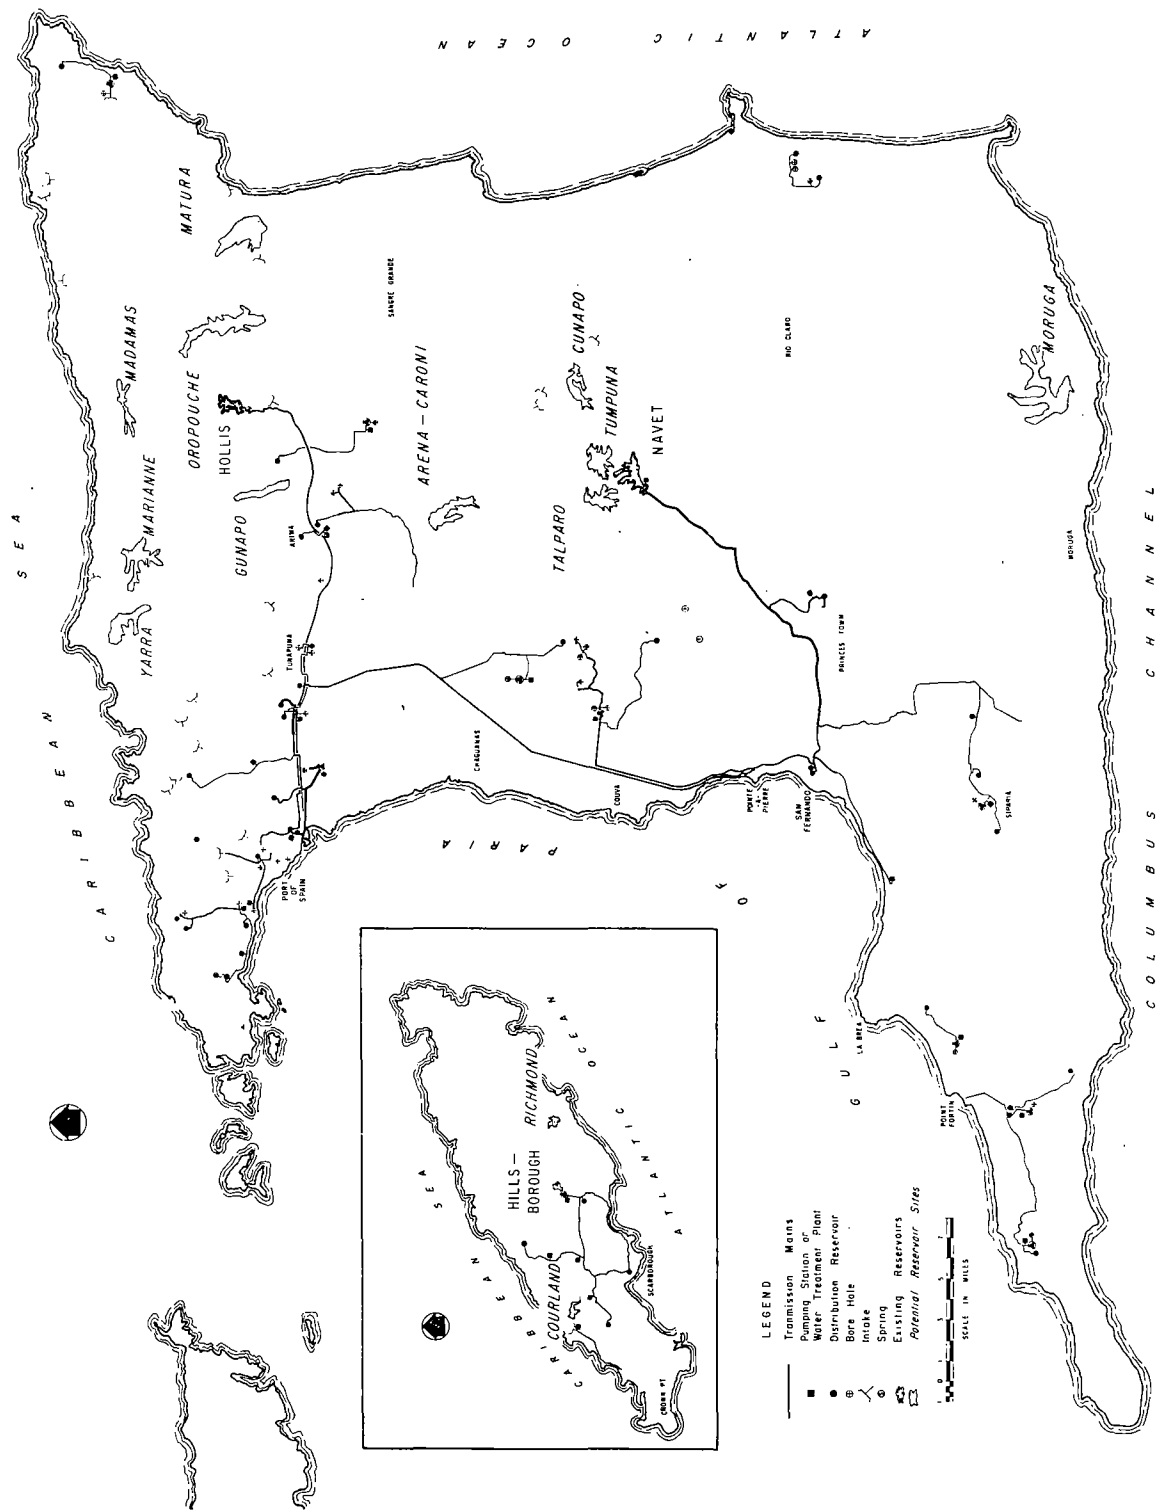 CARIBBEAN SEA
ATLANTIC OCEAN
COLUMBUS CHANNEL
GULF OF PARIA
YARRA
MARIANNE
MADAMAS
MATURA
GUNAPO
OROPOUCHE
HOLLIS
ARENA-CARONI
TALPARO
TUMPUNA
CUNAPO
NAVET
MORUGA
PORT
OF
SPAIN
TUNAPUNA
ARIMA
SANGRE GRANDE
CHAGUANAS
COUVA
POINTE
-A-
PIERRE
SAN
FERNANDO
PRINCES TOWN
RIO CLARO
MORUGA
SIPARIA
LA BREA
POINT
FORTIN
CARIBBEAN SEA
ATLANTIC OCEAN
HILLS-
BOROUGH
RICHMOND
COURLAND
SCARBOROUGH
CROWN PT
LEGEND
Tranmission Mains
Pumping Station or
Water Treatment Plant
Distribution Reservoir
Bore Hole
Intake
Spring
Existing Reservoirs
Potential Reservoir Sites
SCALE IN MILES